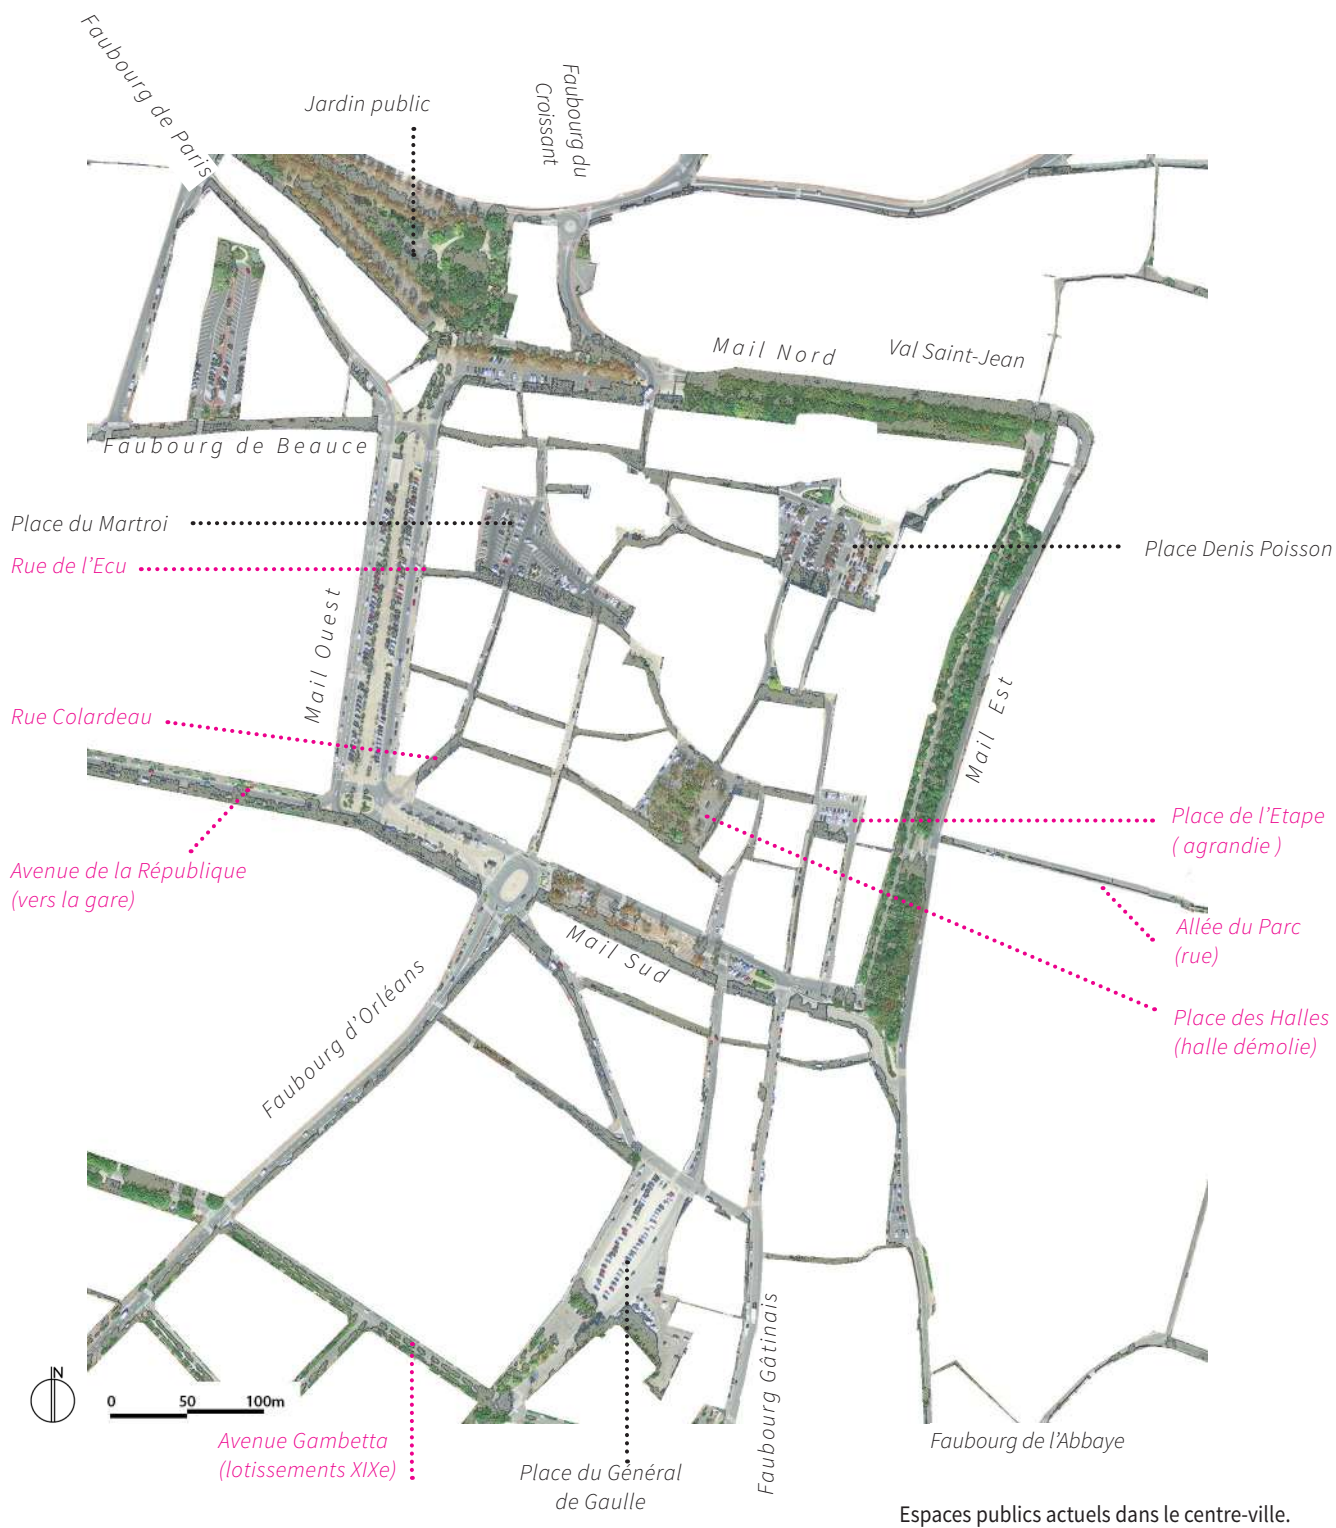 Faubourg de Paris
Jardin public
Faubourg du
Croissant
Mail Nord
Val Saint-Jean
Faubourg de Beauce
Place du Martroi
Rue de l'Ecu
Place Denis Poisson
Mail Ouest
Mail Est
Rue Colardeau
Avenue de la République
(vers la gare)
Place de l'Etape
( agrandie )
Allée du Parc
(rue)
Mail Sud
Faubourg d'Orléans
Place des Halles
(halle démolie)
Faubourg Gâtinais
N
0 50 100m
Avenue Gambetta
(lotissements XIXe)
Place du Général
de Gaulle
Faubourg de l'Abbaye
Espaces publics actuels dans le centre-ville.